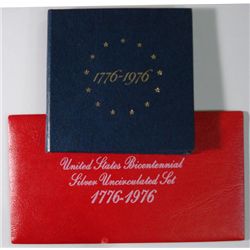 1776-1976
United States Bicentennial
Silver Uncirculated Set
1776-1976